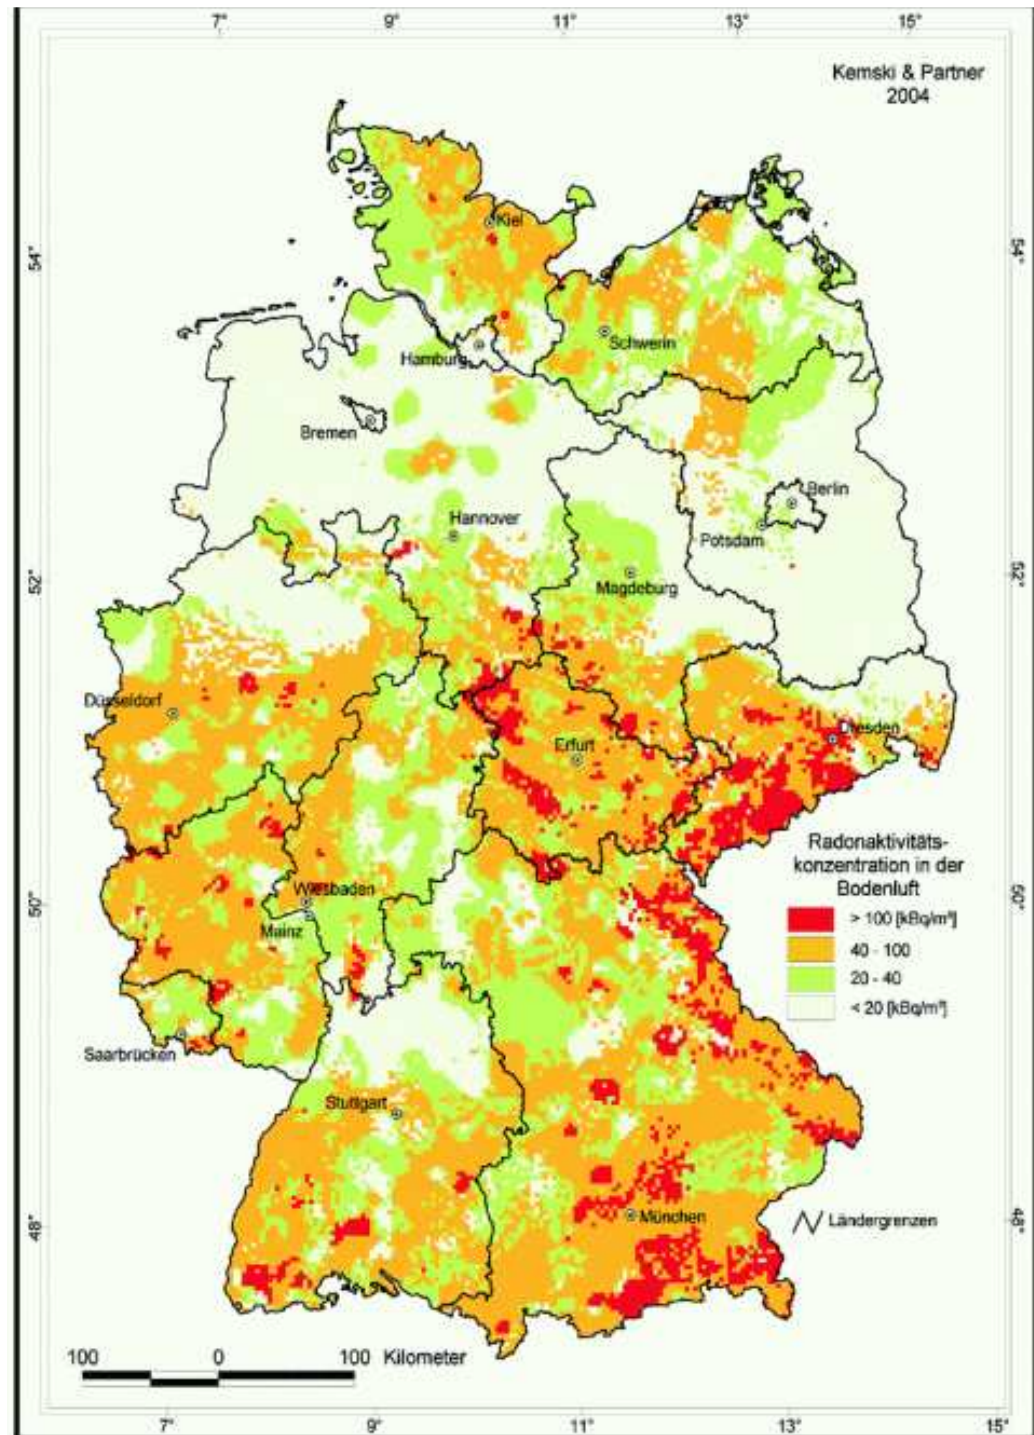 7°
9°
11°
13°
15°
Kemski & Partner
2004
54°
54°
Kiel
Schwerin
Hamburg
Bremen
Berlin
Hannover
Potsdam
52°
52°
Magdeburg
Düsseldorf
Dresden
Erfurt
Radonaktivitäts-
konzentration in der
Bodenluft
> 100 [kBq/m³]
40 - 100
20 - 40
< 20 [kBq/m³]
50°
50°
Wiesbaden
Mainz
Saarbrücken
Stuttgart
München
Ländergrenzen
48°
48°
100 0 100 Kilometer
7°
9°
11°
13°
15°